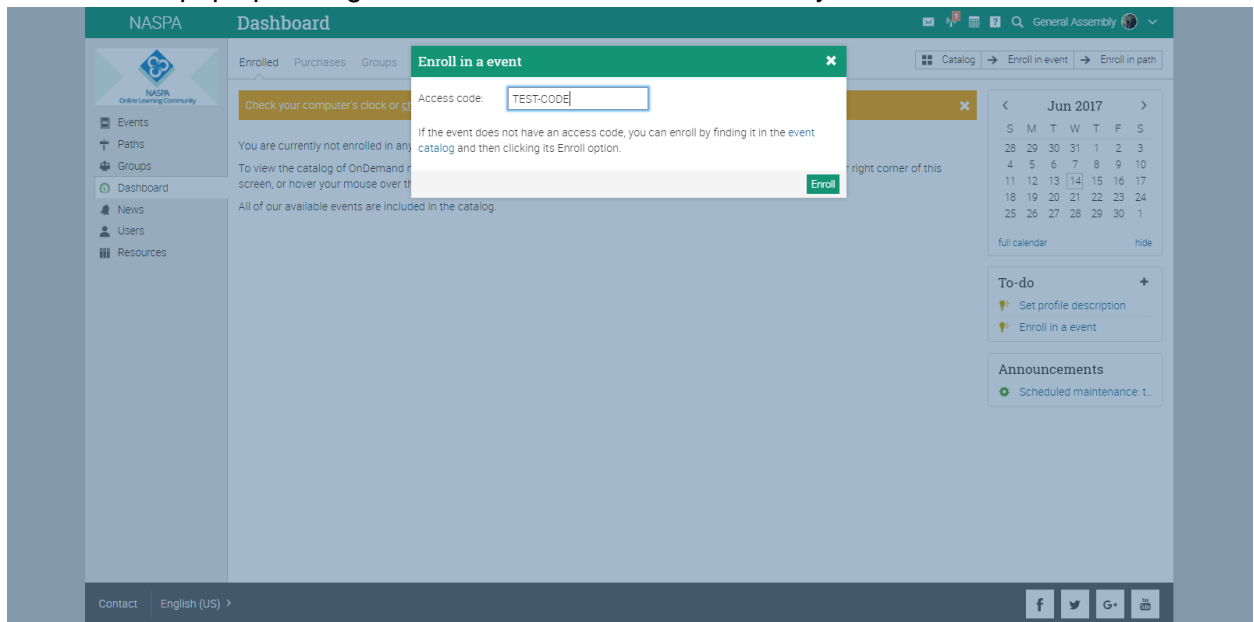 NASPA
Dashboard
General Assembly
NASPA
Online Learning Community
Events
Paths
Groups
Dashboard
News
Users
Resources
Enrolled Purchases Groups
Catalog Enroll in event Enroll in path
Enroll in a event
Access code: TEST-CODE
If the event does not have an access code, you can enroll by finding it in the event
catalog and then clicking its Enroll option.
Enroll
Check your computer's clock or
You are currently not enrolled in any
To view the catalog of OnDemand
right corner of this
screen, or hover your mouse over
All of our available events are included in the catalog.
Jun 2017
S M T W T F S
28 29 30 31 1 2 3
4 5 6 7 8 9 10
11 12 13 14 15 16 17
18 19 20 21 22 23 24
25 26 27 28 29 30 1
full calendar hide
To-do
Set profile description
Enroll in a event
Announcements
Scheduled maintenance: t..
Contact English (US)